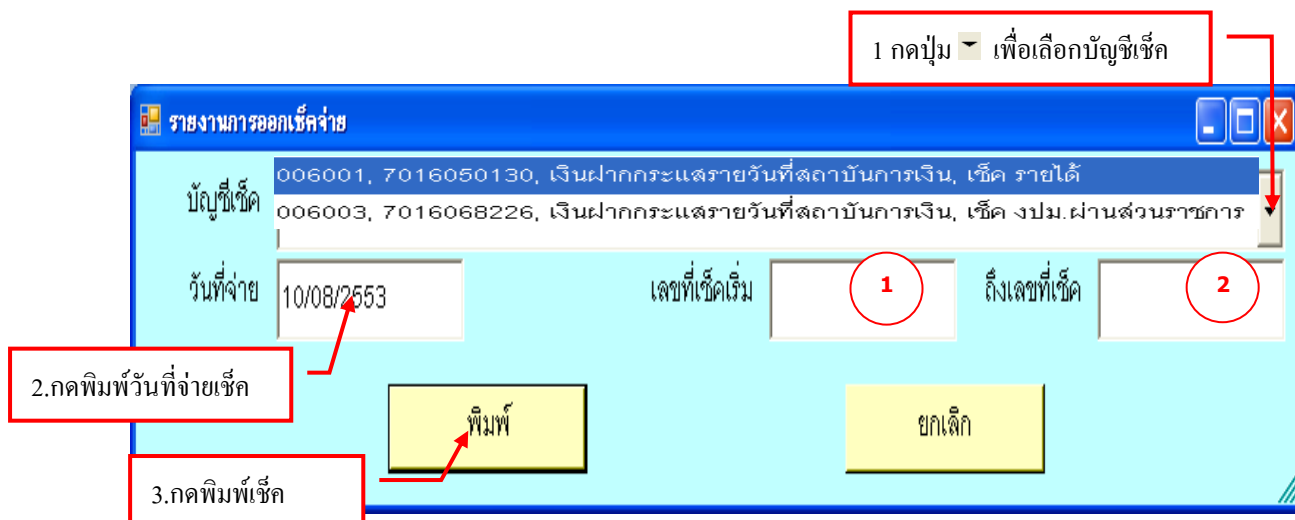 1 กดปุ่ม เพื่อเลือกบัญชีเช็ค
รายงานการออกเช็คจ่าย
บัญชีเช็ค
006001, 7016050130, เงินฝากกระแสรายวันที่สถาบันการเงิน, เช็ค รายได้
006003, 7016068226, เงินฝากกระแสรายวันที่สถาบันการเงิน, เช็ค งปม.ผ่านส่วนราชการ
วันที่จ่าย 10/08/2553 เลขที่เช็คเริ่ม 1 ถึงเลขที่เช็ค 2
2.กดพิมพ์วันที่จ่ายเช็ค
พิมพ์ ยกเลิก
3.กดพิมพ์เช็ค